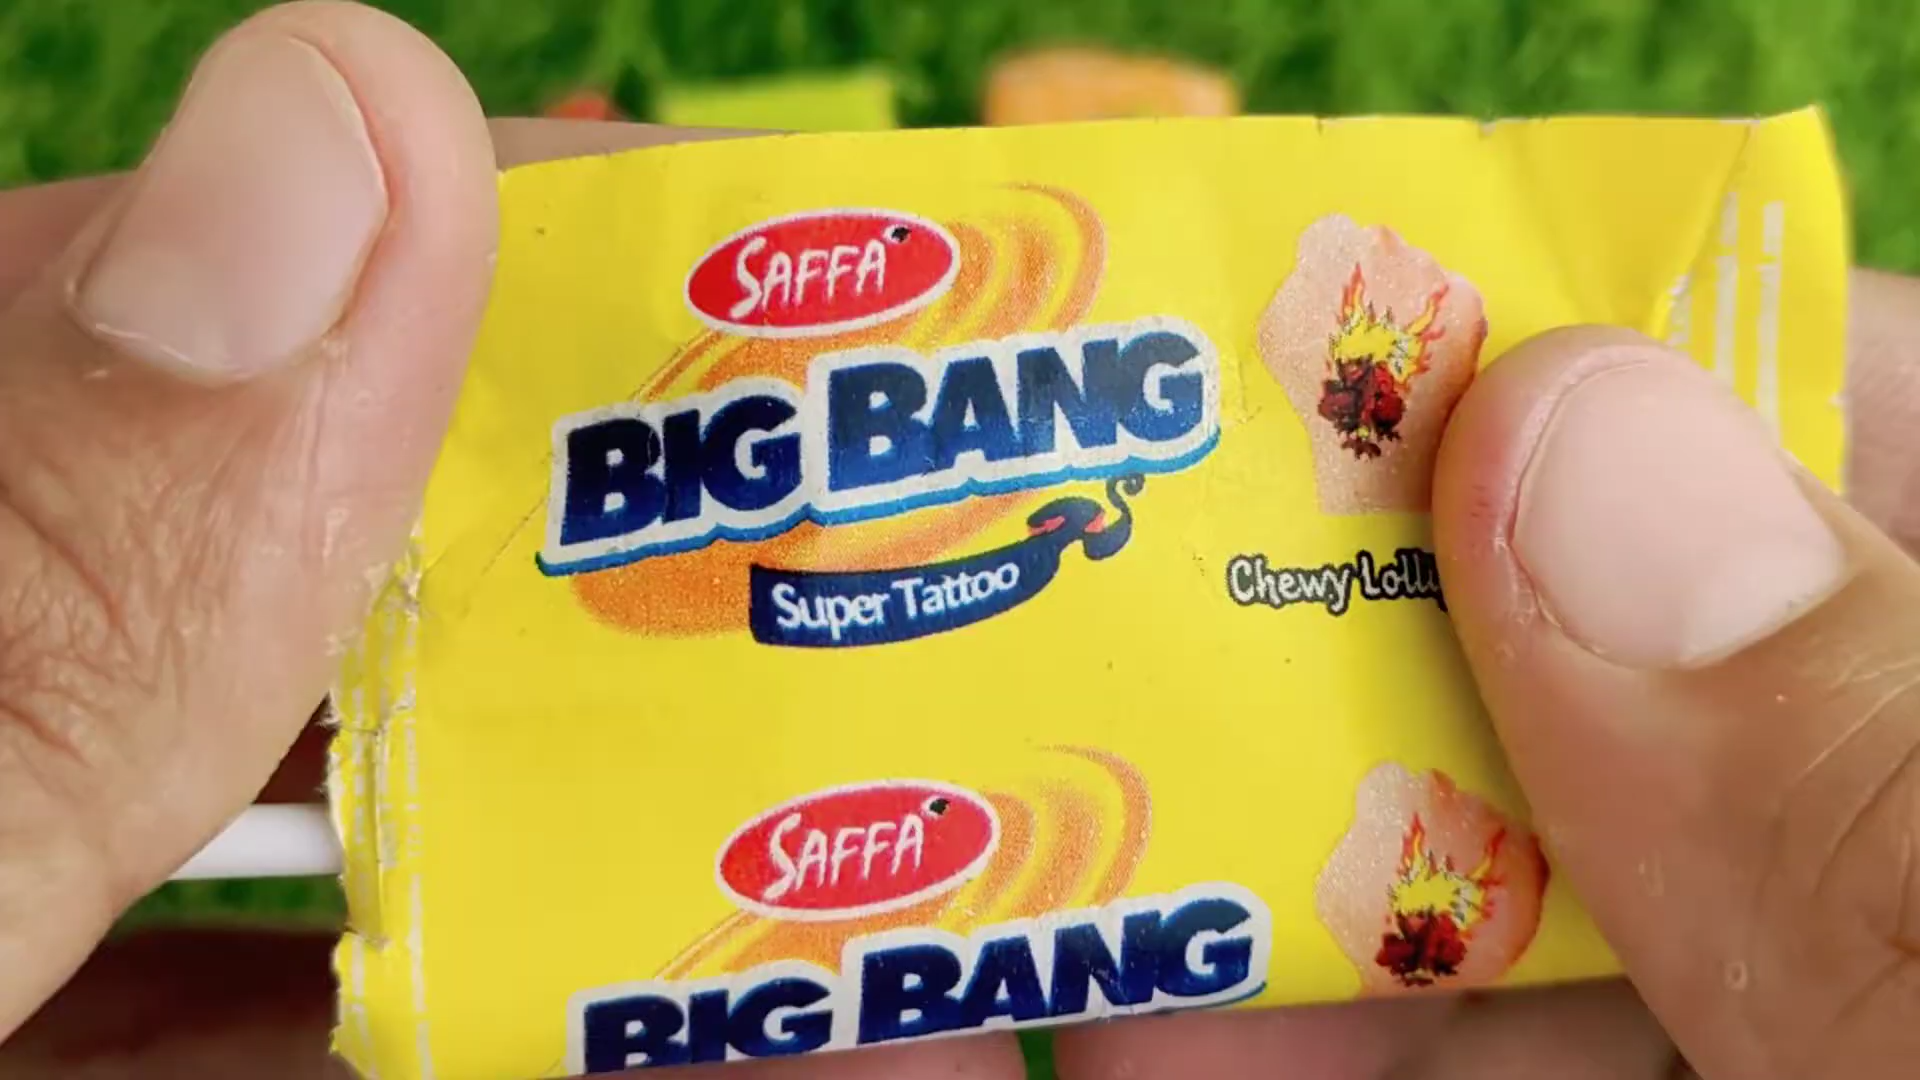 SAFFA
BIG BANG
Super Tattoo
Chewy
SAFFA
BIG BANG